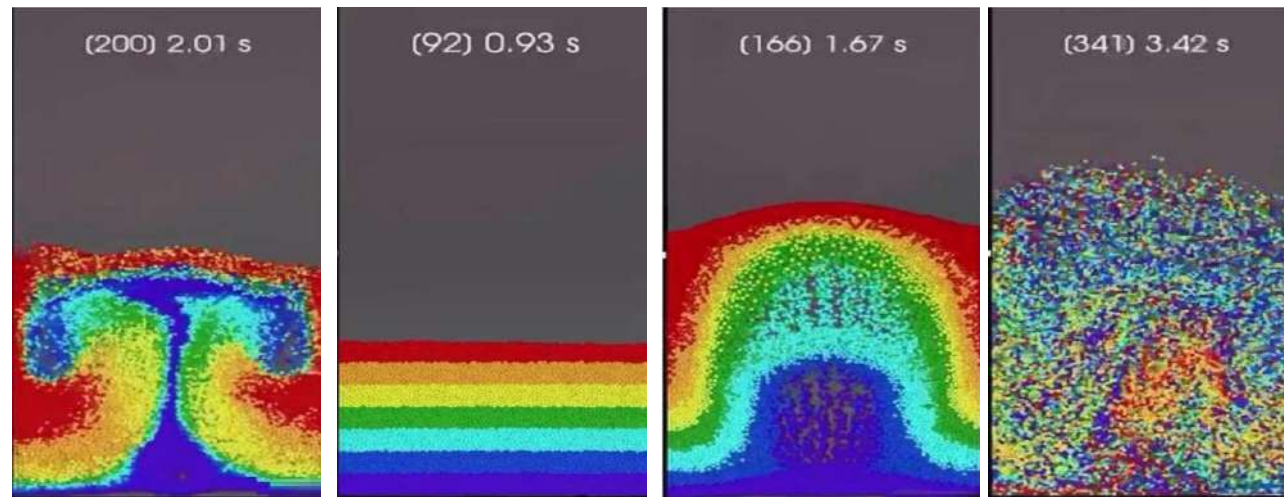 (200) 2.01 s
(92) 0.93 s
(166) 1.67 s
(341) 3.42 s